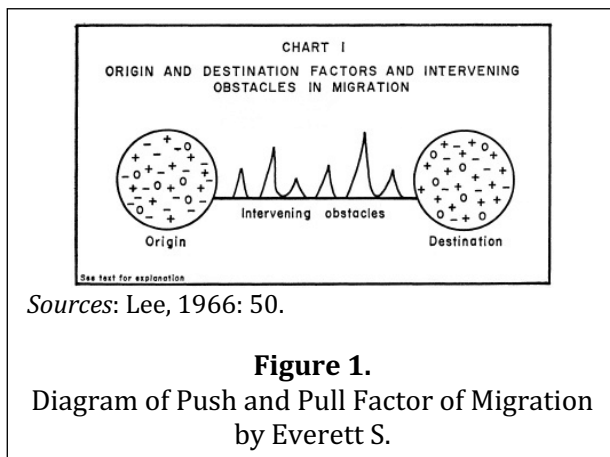 CHART I
ORIGIN AND DESTINATION FACTORS AND INTERVENING
OBSTACLES IN MIGRATION
Origin
Intervening obstacles
Destination
See text for explanation
Sources: Lee, 1966: 50.
Figure 1.
Diagram of Push and Pull Factor of Migration
by Everett S.